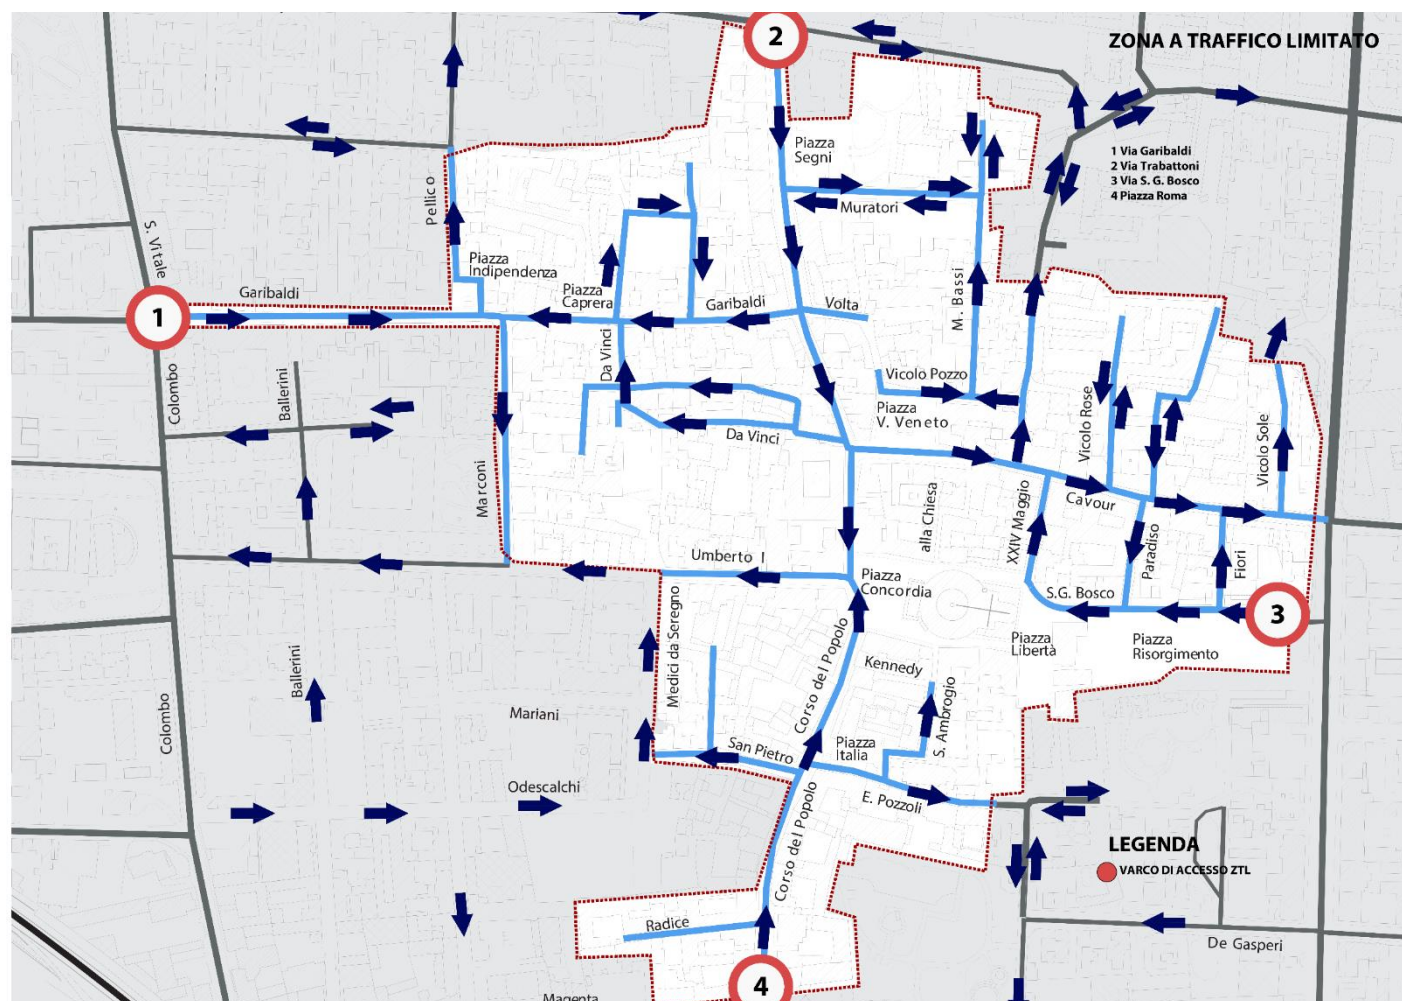 2
ZONA A TRAFFICO LIMITATO
1 Via Garibaldi
2 Via Trabattoni
3 Via S. G. Bosco
4 Piazza Roma
Piazza
Segni
Muratori
Pellico
S. Vitale
Piazza
Indipendenza
Garibaldi
Piazza
Caprera
Garibaldi
Volta
M. Bassi
1
Da Vinci
Colombo
Ballerini
Vicolo Pozzo
Piazza
V. Veneto
Vicolo Rose
Vicolo Sole
Da Vinci
Marconi
alla Chiesa
XXIV Maggio
Cavour
Paradiso
Fiori
Umberto I
Piazza
Concordia
S.G. Bosco
3
Piazza
Libertà
Piazza
Risorgimento
Medici da Seregno
Corso del Popolo
Kennedy
S. Ambrogio
Ballerini
Colombo
Mariani
San Pietro
Piazza
Italia
Odescalchi
E. Pozzoli
Corso del Popolo
LEGENDA
VARCO DI ACCESSO ZTL
Radice
De Gasperi
4
Magenta